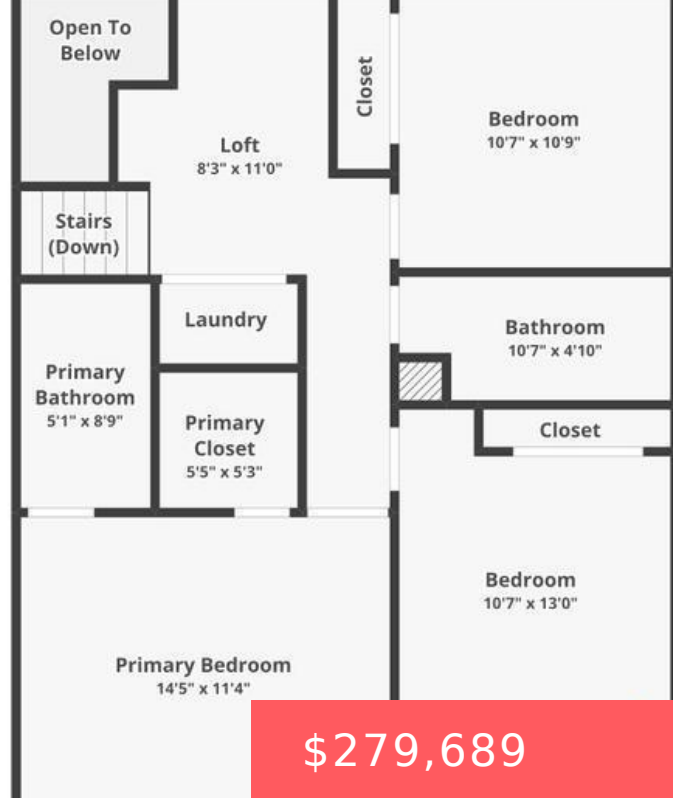 Open To
Below
Closet
Bedroom
10'7" x 10'9"
Loft
8'3" x 11'0"
Stairs
(Down)
Laundry
Bathroom
10'7" x 4'10"
Primary
Bathroom
5'1" x 8'9"
Primary
Closet
5'5" x 5'3"
Closet
Bedroom
10'7" x 13'0"
Primary Bedroom
14'5" x 11'4"
$279,689